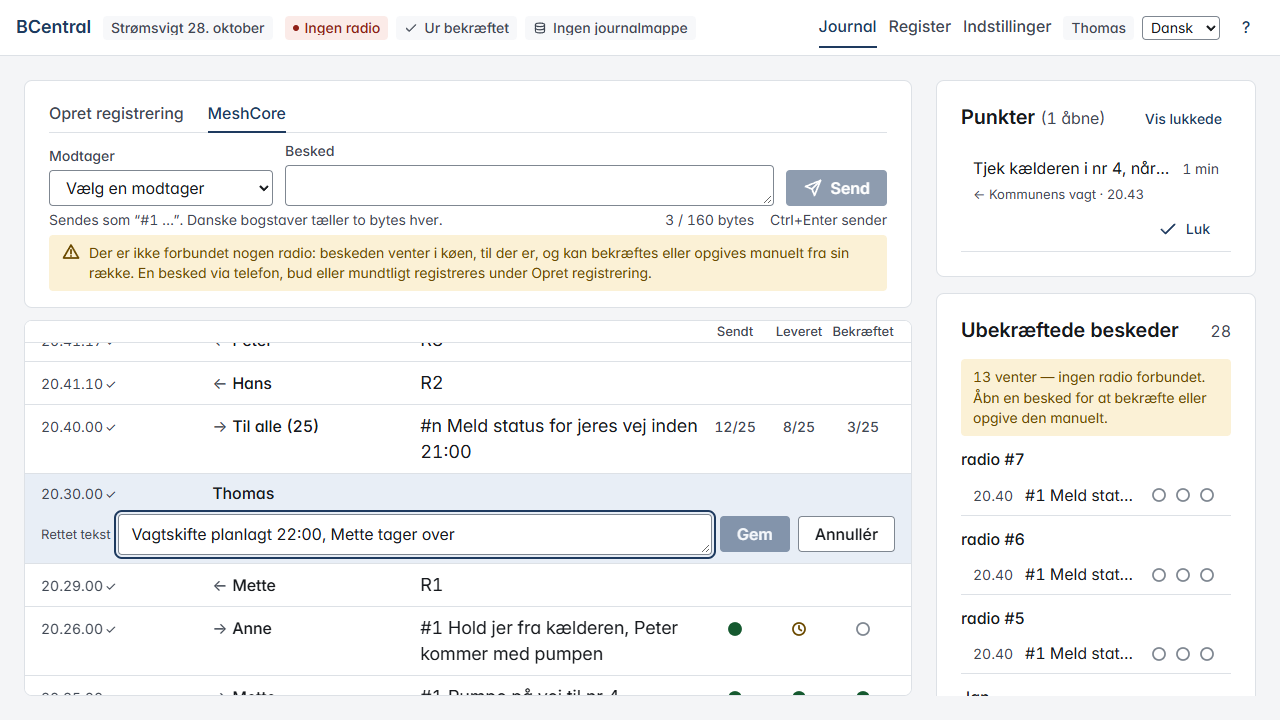 BCentral Strømsvigt 28. oktober Ingen radio Ur bekræftet Ingen journalmappe Journal Register Indstillinger Thomas Dansk ?
Opret registrering MeshCore
Modtager Besked
Vælg en modtager Send
Sendes som “#1 …”. Danske bogstaver tæller to bytes hver. 3 / 160 bytes Ctrl+Enter sender
Der er ikke forbundet nogen radio: beskeden venter i køen, til der er, og kan bekræftes eller opgives manuelt fra sin
række. En besked via telefon, bud eller mundtligt registreres under Opret registrering.
Sendt Leveret Bekræftet
20.41.10 ← Hans R2
20.40.00 → Til alle (25) #n Meld status for jeres vej inden 12/25 8/25 3/25
21:00
20.30.00 Thomas
Rettet tekst Vagtskifte planlagt 22:00, Mette tager over Gem Annullér
20.29.00 ← Mette R1
20.26.00 → Anne #1 Hold jer fra kælderen, Peter
kommer med pumpen
Punkter (1 åbne) Vis lukkede
Tjek kælderen i nr 4, når… 1 min
← Kommunens vagt · 20.43
Luk
Ubekræftede beskeder 28
13 venter — ingen radio forbundet.
Åbn en besked for at bekræfte eller
opgive den manuelt.
radio #7
20.40 #1 Meld stat…
radio #6
20.40 #1 Meld stat…
radio #5
20.40 #1 Meld stat…